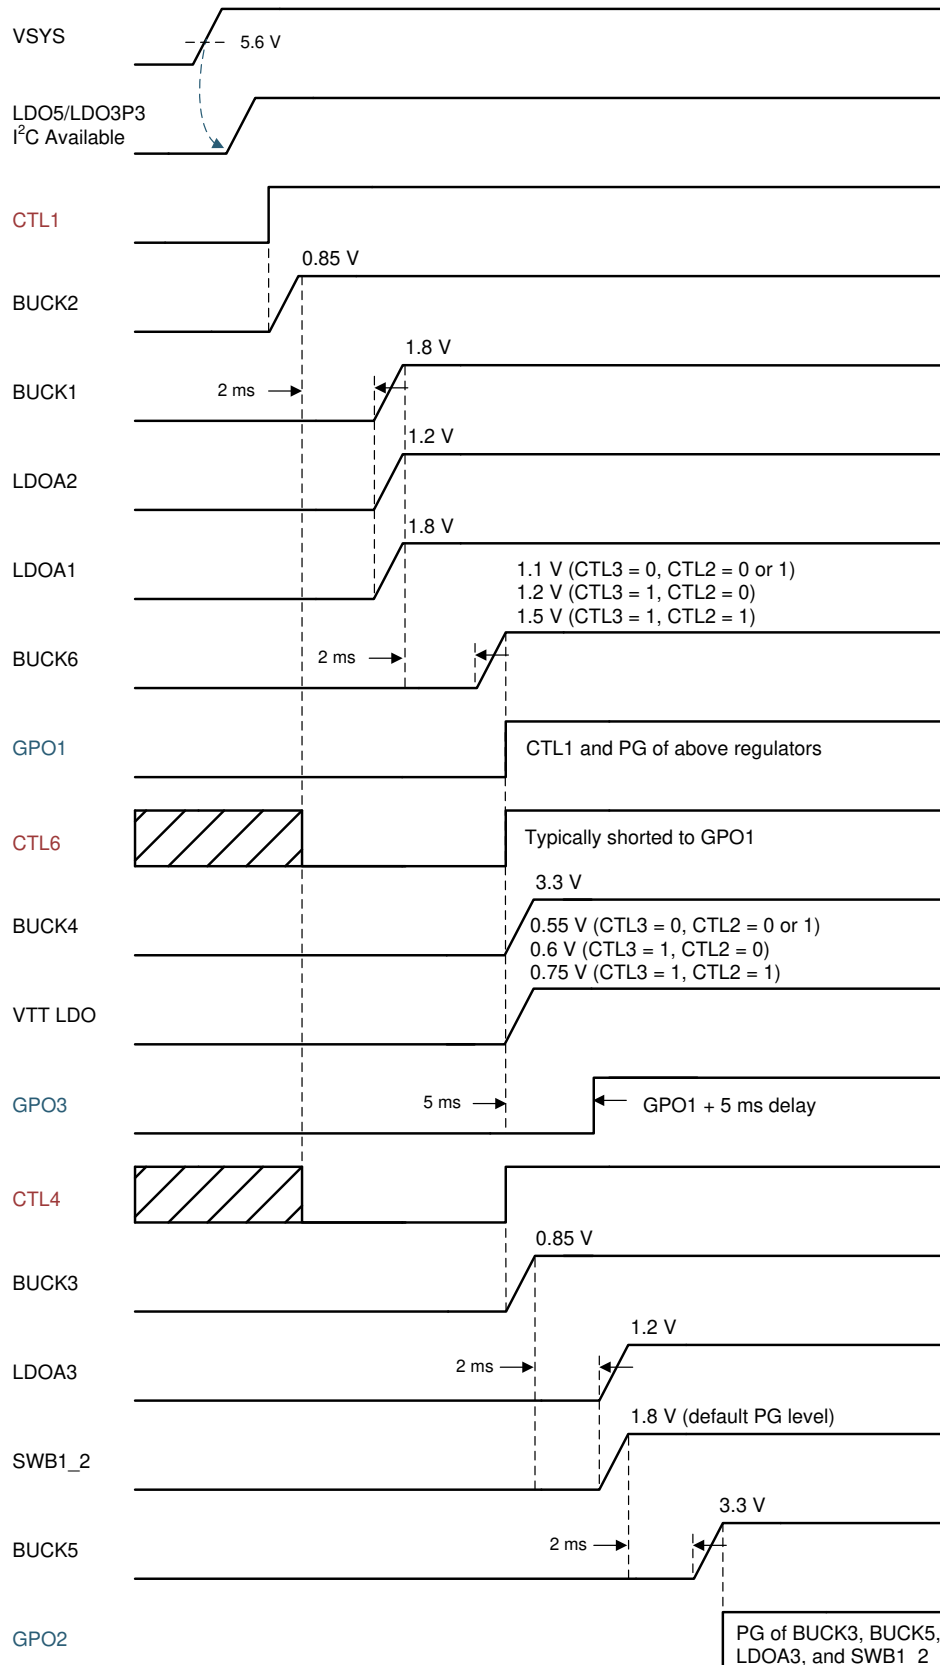 VSYS
5.6 V
LDO5/LDO3P3
I²C Available
CTL1
0.85 V
BUCK2
1.8 V
2 ms
BUCK1
1.2 V
LDOA2
1.8 V
LDOA1
1.1 V (CTL3 = 0, CTL2 = 0 or 1)
1.2 V (CTL3 = 1, CTL2 = 0)
1.5 V (CTL3 = 1, CTL2 = 1)
BUCK6
2 ms
GPO1
CTL1 and PG of above regulators
CTL6
Typically shorted to GPO1
3.3 V
BUCK4
0.55 V (CTL3 = 0, CTL2 = 0 or 1)
0.6 V (CTL3 = 1, CTL2 = 0)
0.75 V (CTL3 = 1, CTL2 = 1)
VTT LDO
GPO3
5 ms
GPO1 + 5 ms delay
CTL4
0.85 V
BUCK3
1.2 V
LDOA3
2 ms
1.8 V (default PG level)
SWB1_2
3.3 V
BUCK5
2 ms
GPO2
PG of BUCK3, BUCK5,
LDOA3, and SWB1_2